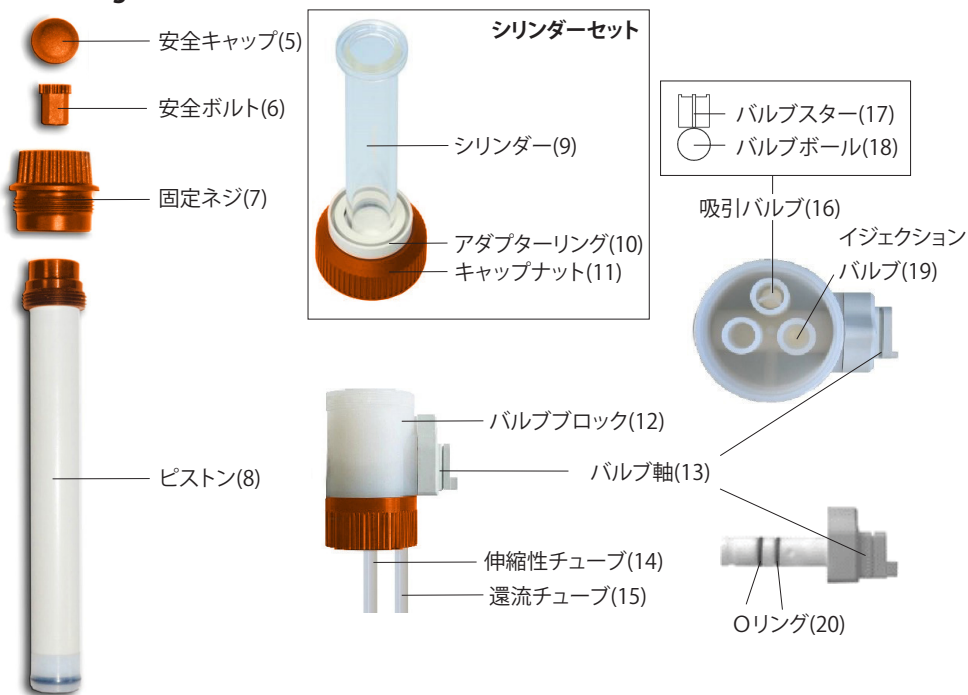 安全キャップ(5)
安全ボルト(6)
固定ネジ(7)
ピストン(8)
シリンダーセット
シリンダー(9)
アダプターリング(10)
キャップナット(11)
バルブブロック(12)
バルブ軸(13)
伸縮性チューブ(14)
還流チューブ(15)
バルブスター(17)
バルブボール(18)
吸引バルブ(16)
イジェクション
バルブ(19)
Oリング(20)